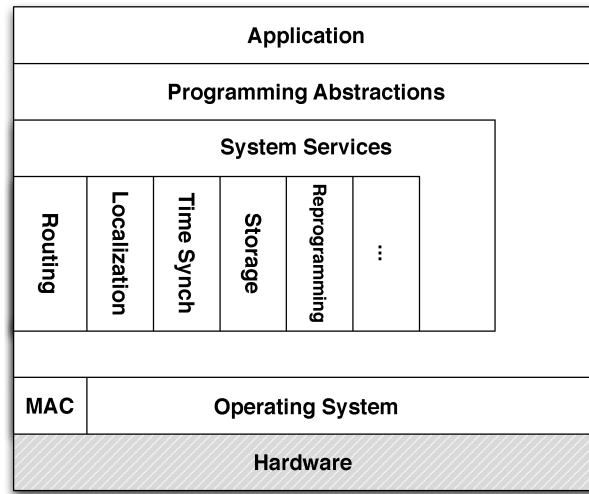 Application
Programming Abstractions
System Services
Routing
Localization
Time Synch
Storage
Reprogramming
...
MAC
Operating System
Hardware